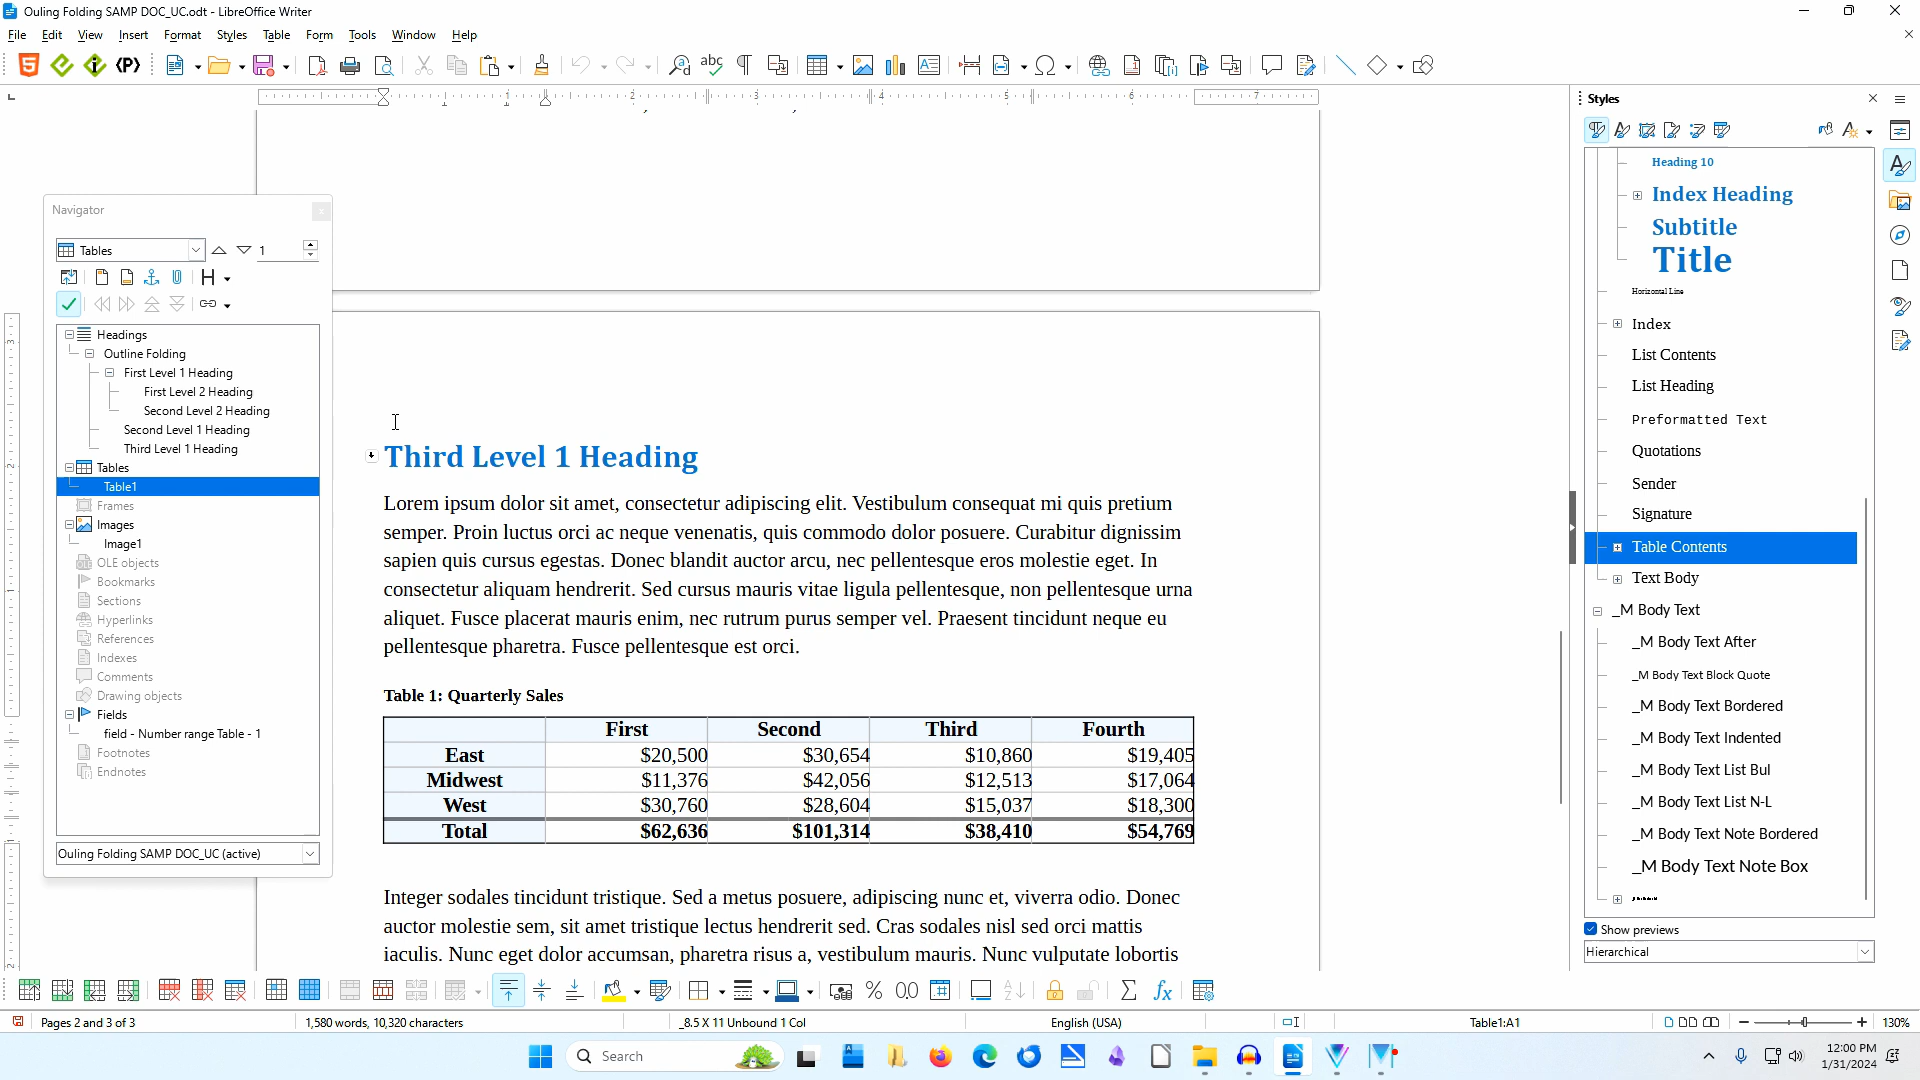 Ouling Folding SAMP DOC_UC.odt - LibreOffice Writer
File Edit View Insert Format Styles Table Form Tools Window Help
1 2 3 4 5 6 7
Styles
Navigator
Tables 1
Headings
Outline Folding
First Level 1 Heading
First Level 2 Heading
Second Level 2 Heading
Second Level 1 Heading
Third Level 1 Heading
Tables
Table1
Frames
Images
Image1
OLE objects
Bookmarks
Sections
Hyperlinks
References
Indexes
Comments
Drawing objects
Fields
field - Number range Table - 1
Footnotes
Endnotes
Ouling Folding SAMP DOC_UC (active)
Third Level 1 Heading
Lorem ipsum dolor sit amet, consectetur adipiscing elit. Vestibulum consequat mi quis pretium
semper. Proin luctus orci ac neque venenatis, quis commodo dolor posuere. Curabitur dignissim
sapien quis cursus egestas. Donec blandit auctor arcu, nec pellentesque eros molestie eget. In
consectetur aliquam hendrerit. Sed cursus mauris vitae ligula pellentesque, non pellentesque urna
aliquet. Fusce placerat mauris enim, nec rutrum purus semper vel. Praesent tincidunt neque eu
pellentesque pharetra. Fusce pellentesque est orci.
Table 1: Quarterly Sales
First Second Third Fourth
East $20,500 $30,654 $10,860 $19,405
Midwest $11,376 $42,056 $12,513 $17,064
West $30,760 $28,604 $15,037 $18,300
Total $62,636 $101,314 $38,410 $54,769
Integer sodales tincidunt tristique. Sed a metus posuere, adipiscing nunc et, viverra odio. Donec
auctor molestie sem, sit amet tristique lectus hendrerit sed. Cras sodales nisl sed orci mattis
iaculis. Nunc eget dolor accumsan, pharetra risus a, vestibulum mauris. Nunc vulputate lobortis
Heading 10
Index Heading
Subtitle
Title
Horizontal Line
Index
List Contents
List Heading
Preformatted Text
Quotations
Sender
Signature
Table Contents
Text Body
_M Body Text
_M Body Text After
_M Body Text Block Quote
_M Body Text Bordered
_M Body Text Indented
_M Body Text List Bul
_M Body Text List N-L
_M Body Text Note Bordered
_M Body Text Note Box
Show previews
Hierarchical
Pages 2 and 3 of 3 1,580 words, 10,320 characters _8.5 X 11 Unbound 1 Col English (USA) Table1:A1 130%
Search
12:00 PM
1/31/2024